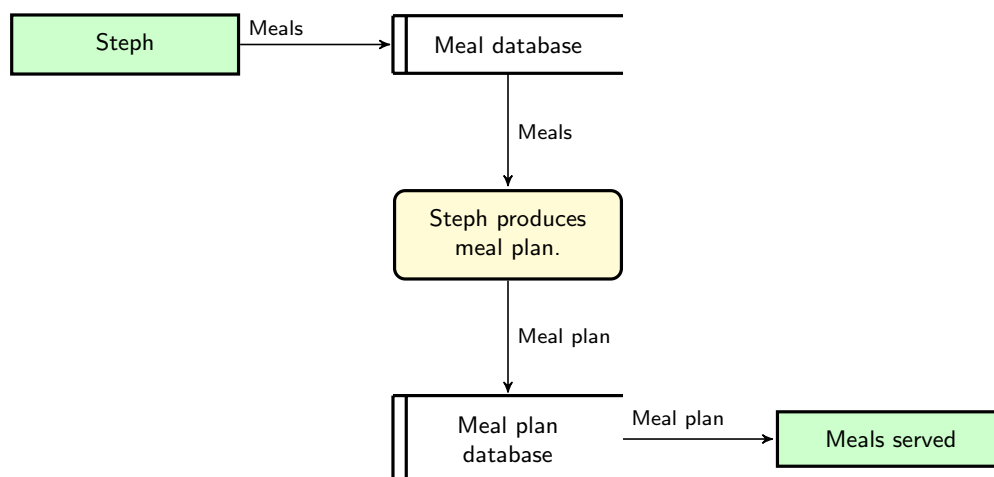 Steph
Meals
Meal database
Meals
Steph produces
meal plan.
Meal plan
Meal plan
database
Meal plan
Meals served